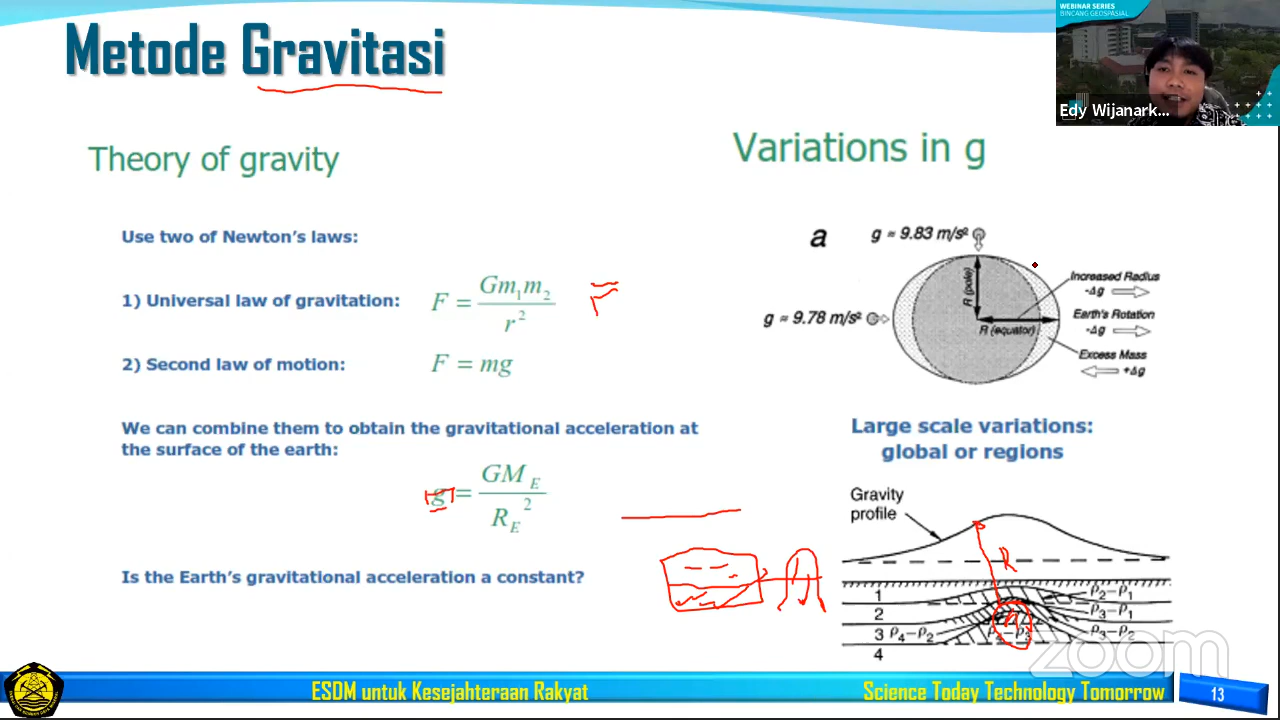 Metode Gravitasi
WEBINAR SERIES
BINCANG GEOSPASIAL
Edy Wijanark...
Theory of gravity
Use two of Newton's laws:
1) Universal law of gravitation: F = Gm₁m₂ / r²
r
2) Second law of motion: F = mg
We can combine them to obtain the gravitational acceleration at
the surface of the earth:
g = GM_E / R_E²
Is the Earth's gravitational acceleration a constant?
Variations in g
a
g ≈ 9.83 m/s²
g ≈ 9.78 m/s²
R (pole)
R (equator)
Increased Radius
-Δg
Earth's Rotation
-Δg
Excess Mass
+Δg
Large scale variations:
global or regions
Gravity
profile
R
1
2
3
4
ρ₂–ρ₁
ρ₃–ρ₁
ρ₄–ρ₂
ρ₃–ρ₂
zoom
ESDM untuk Kesejahteraan Rakyat
Science Today Technology Tomorrow
13